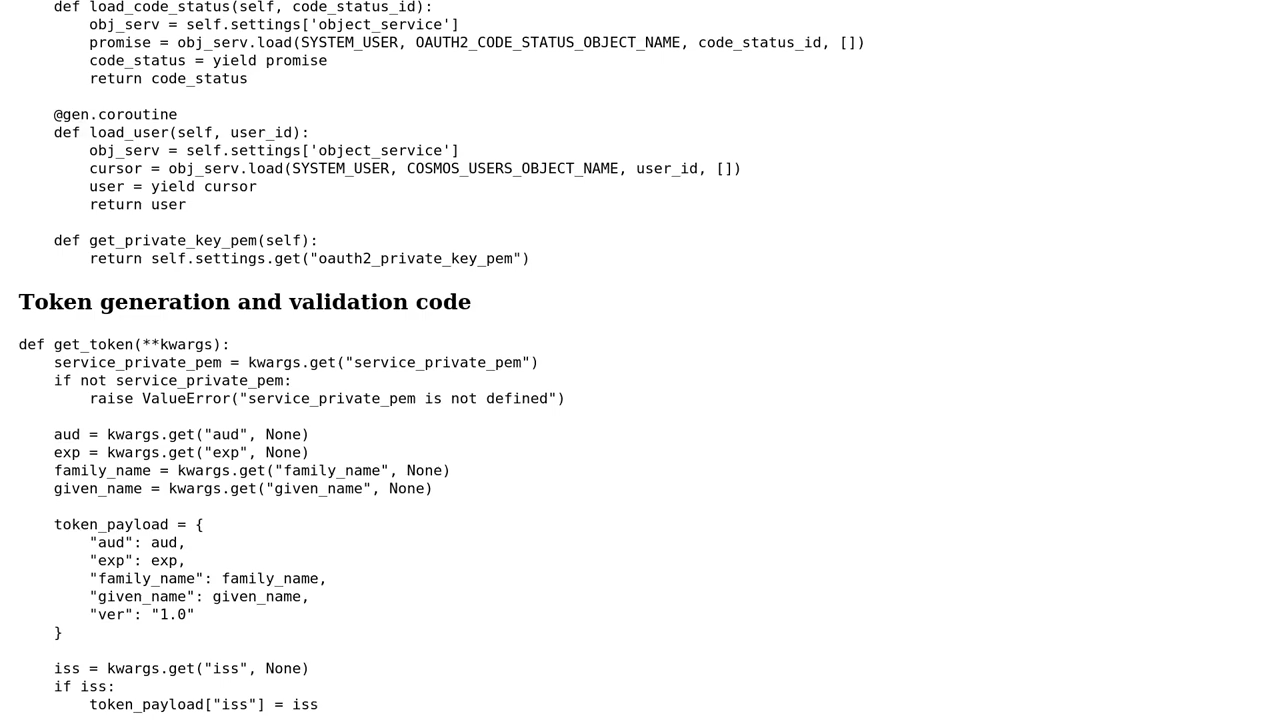 def load_code_status(self, code_status_id):
        obj_serv = self.settings['object_service']
        promise = obj_serv.load(SYSTEM_USER, OAUTH2_CODE_STATUS_OBJECT_NAME, code_status_id, [])
        code_status = yield promise
        return code_status

    @gen.coroutine
    def load_user(self, user_id):
        obj_serv = self.settings['object_service']
        cursor = obj_serv.load(SYSTEM_USER, COSMOS_USERS_OBJECT_NAME, user_id, [])
        user = yield cursor
        return user

    def get_private_key_pem(self):
        return self.settings.get("oauth2_private_key_pem")

Token generation and validation code

def get_token(**kwargs):
    service_private_pem = kwargs.get("service_private_pem")
    if not service_private_pem:
        raise ValueError("service_private_pem is not defined")

    aud = kwargs.get("aud", None)
    exp = kwargs.get("exp", None)
    family_name = kwargs.get("family_name", None)
    given_name = kwargs.get("given_name", None)

    token_payload = {
        "aud": aud,
        "exp": exp,
        "family_name": family_name,
        "given_name": given_name,
        "ver": "1.0"
    }

    iss = kwargs.get("iss", None)
    if iss:
        token_payload["iss"] = iss